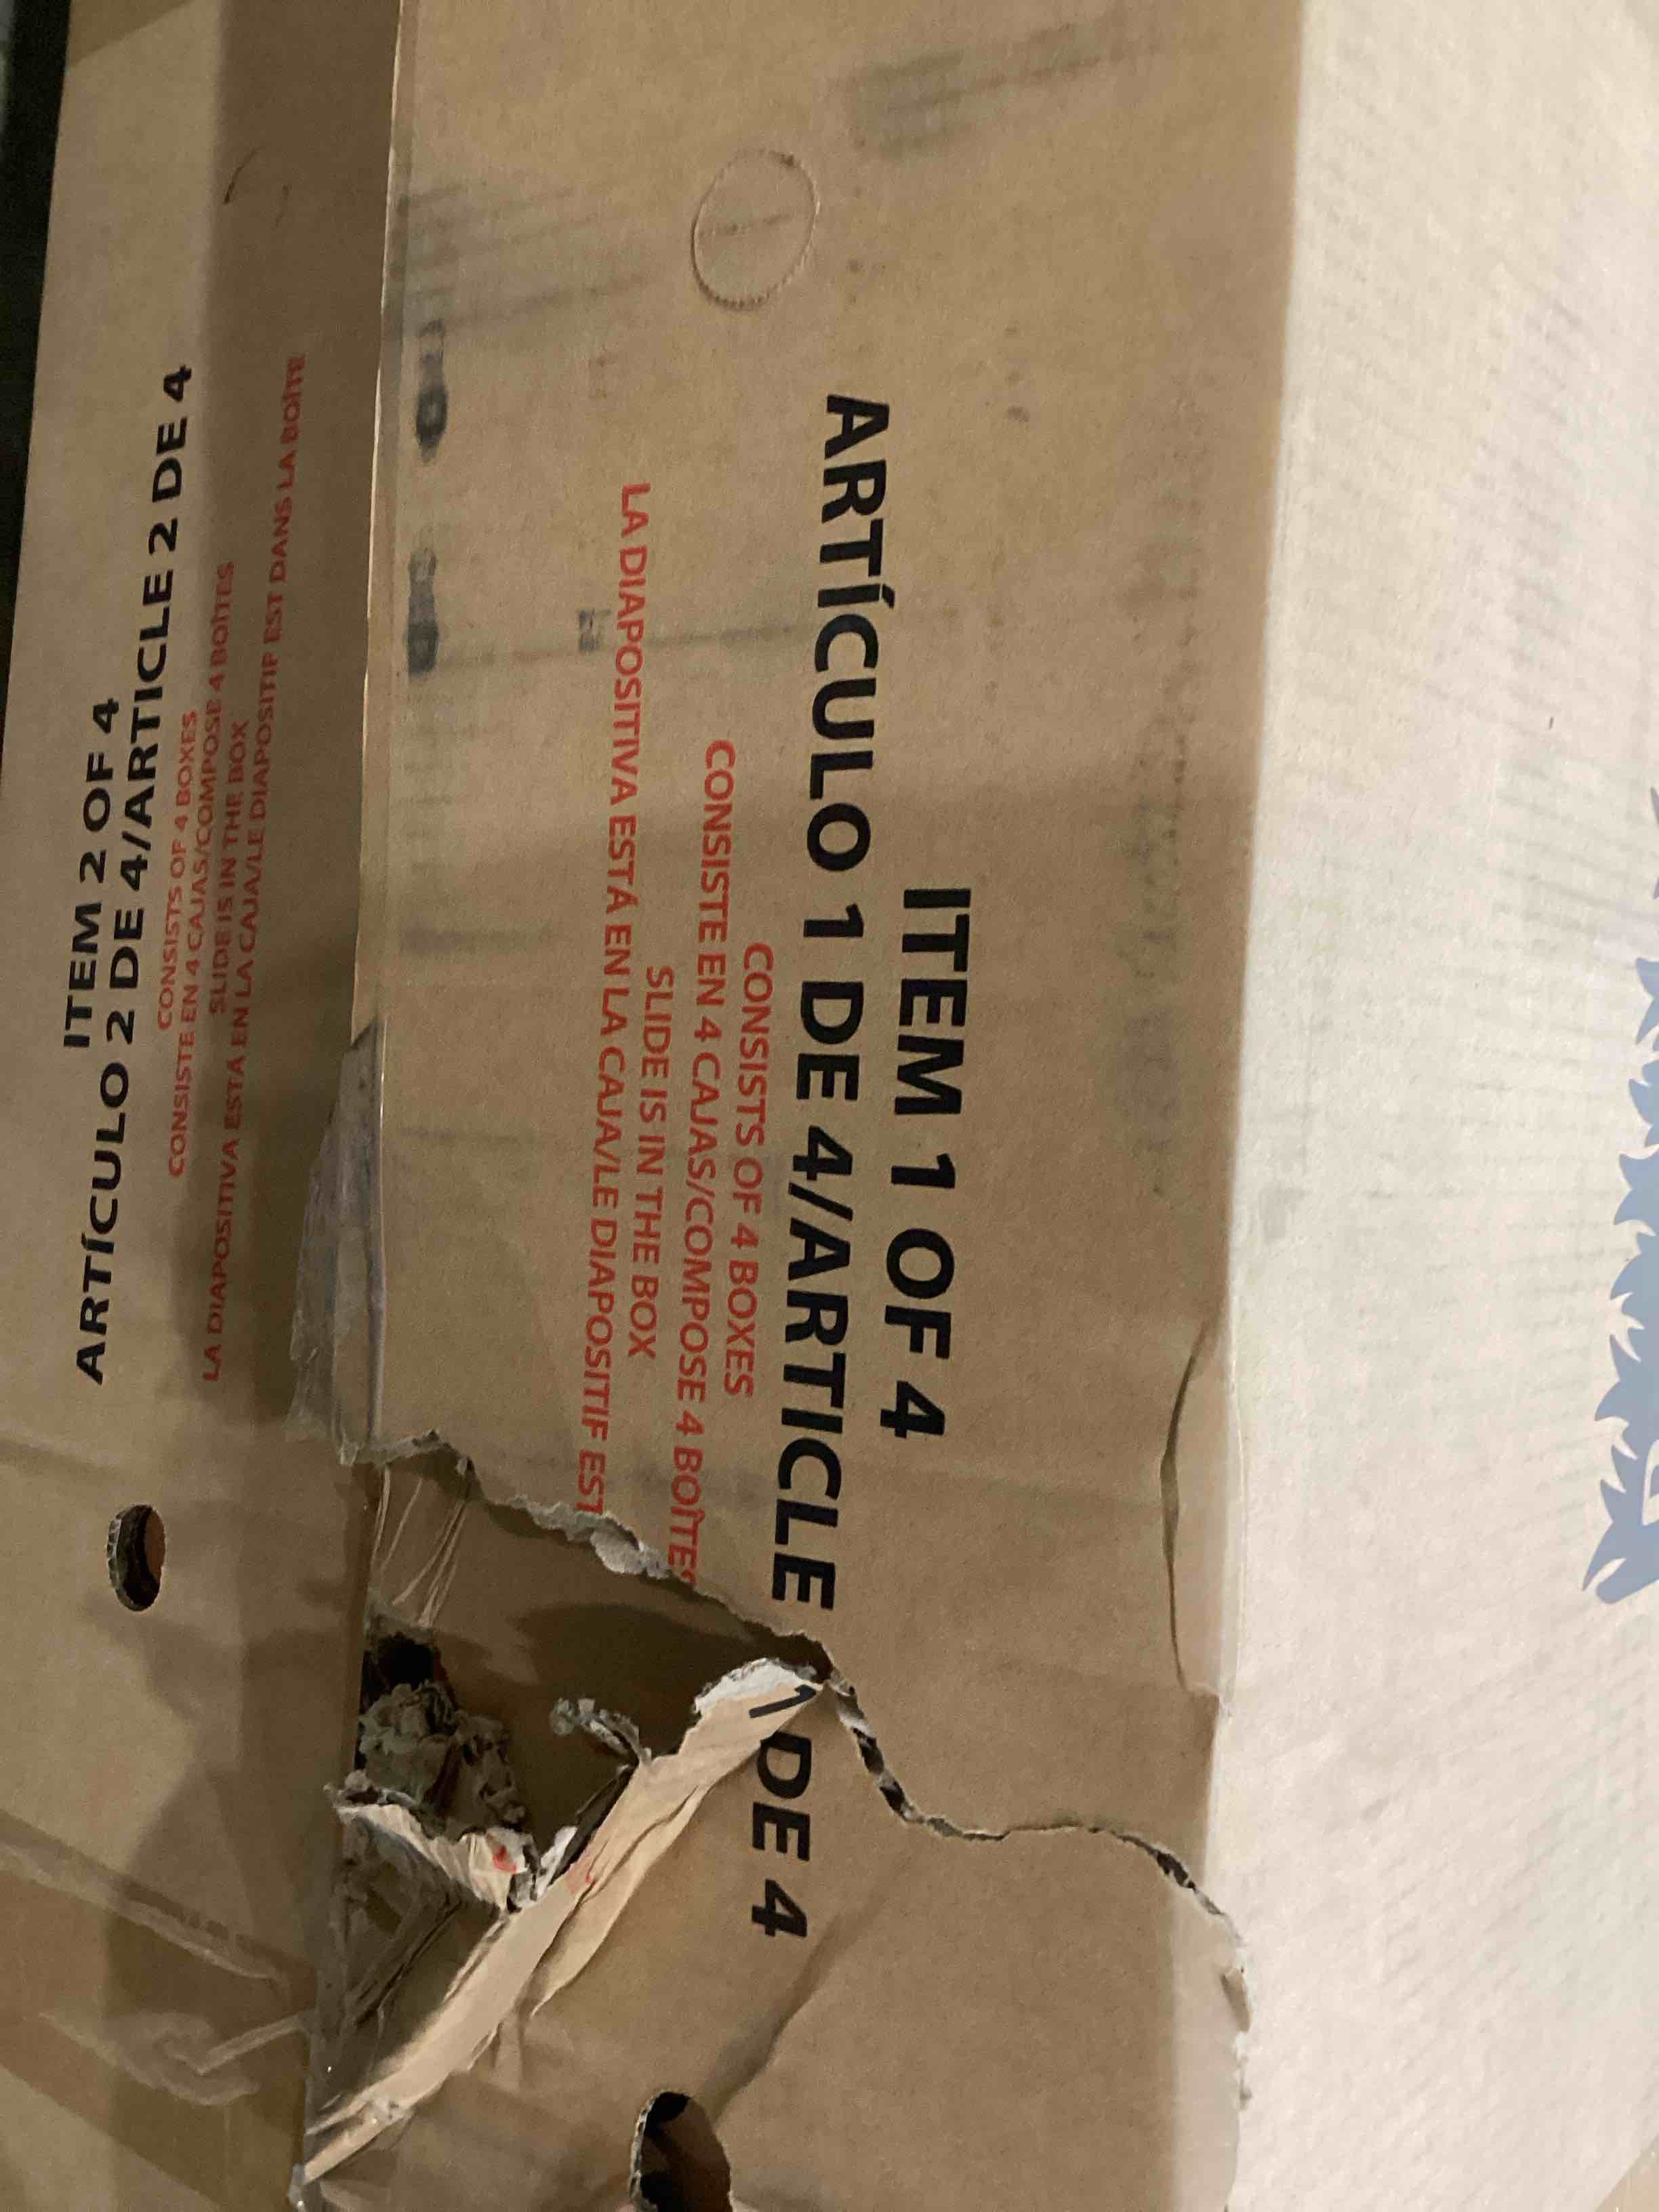 ITEM 1 OF 4
ARTÍCULO 1 DE 4/ARTICLE 1 DE 4
CONSISTS OF 4 BOXES
CONSISTE EN 4 CAJAS/COMPOSE 4 BOÎTES
SLIDE IS IN THE BOX
LA DIAPOSITIVA ESTÁ EN LA CAJA/LE DIAPOSITIF EST
ITEM 2 OF 4
ARTÍCULO 2 DE 4/ARTICLE 2 DE 4
CONSISTS OF 4 BOXES
CONSISTE EN 4 CAJAS/COMPOSE 4 BOÎTES
SLIDE IS IN THE BOX
LA DIAPOSITIVA ESTÁ EN LA CAJA/LE DIAPOSITIF EST DANS LA BOÎTE